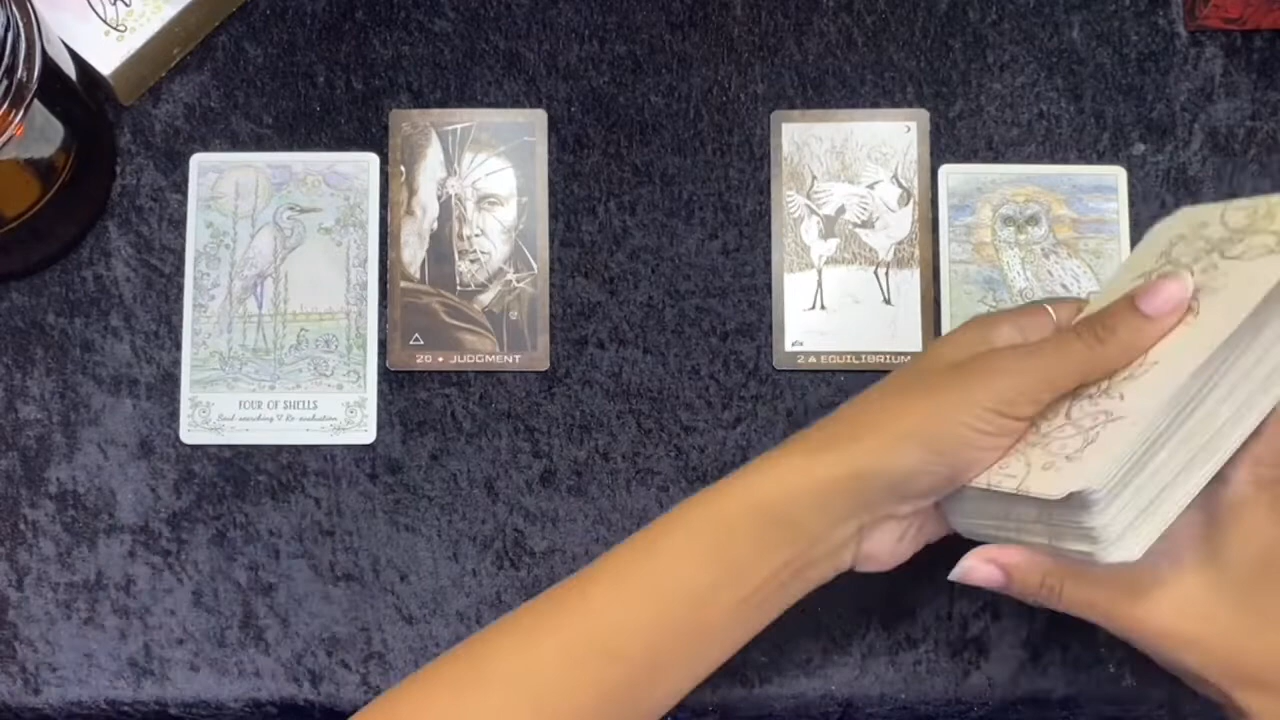 FOUR OF SHELLS
Soul-searching ♡ Re-evaluation
20 • JUDGMENT
2 EQUILIBRIUM